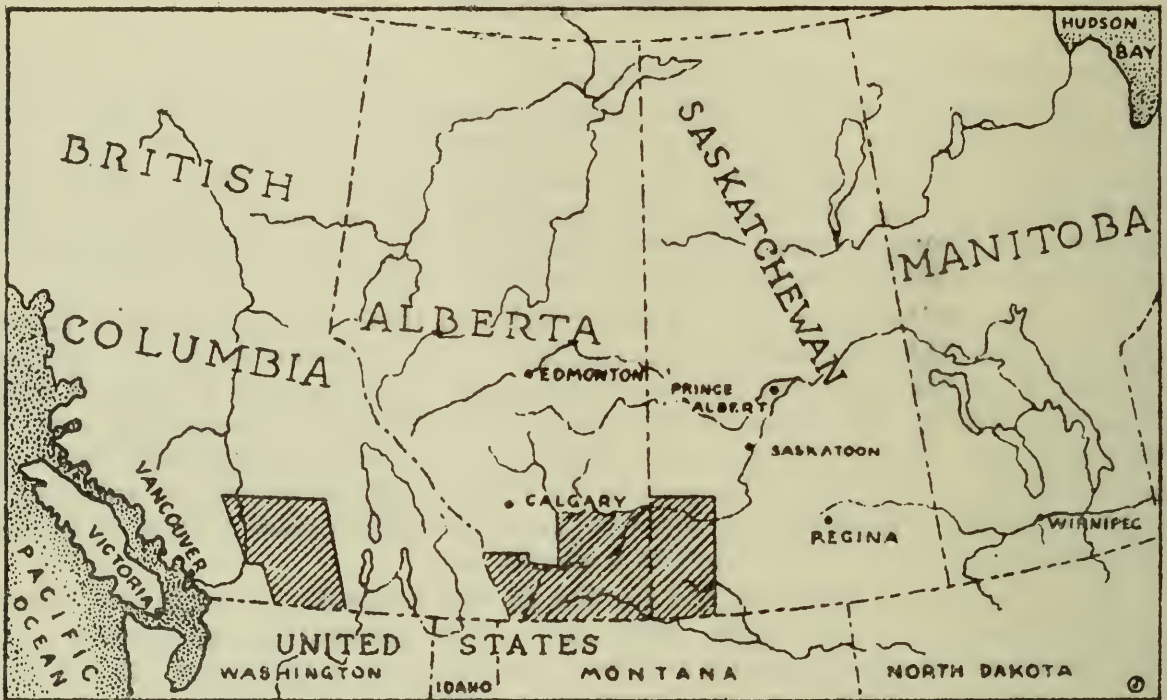 HUDSON
BAY
BRITISH
COLUMBIA
ALBERTA
SASKATCHEWAN
MANITOBA
EDMONTON
PRINCE
ALBERT
SASKATOON
CALGARY
REGINA
WINNIPEG
VANCOUVER
VICTORIA
PACIFIC
OCEAN
UNITED STATES
WASHINGTON
IDAHO
MONTANA
NORTH DAKOTA